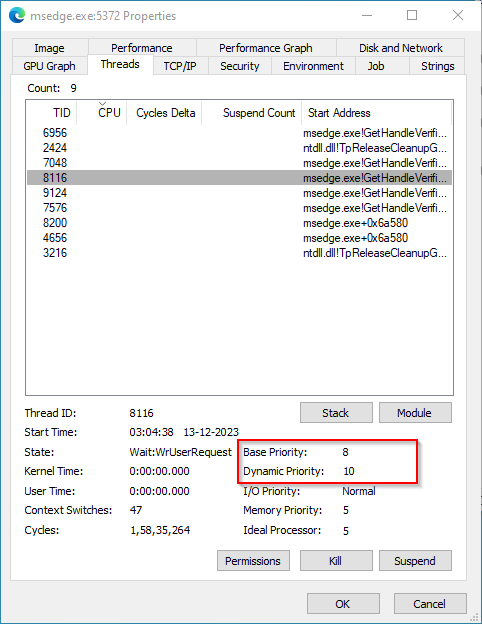 msedge.exe:5372 Properties
Image Performance Performance Graph Disk and Network
GPU Graph Threads TCP/IP Security Environment Job Strings
Count: 9
TID CPU Cycles Delta Suspend Count Start Address
6956 msedge.exe!GetHandleVerifi...
2424 ntdll.dll!TpReleaseCleanupG...
7048 msedge.exe!GetHandleVerifi...
8116 msedge.exe!GetHandleVerifi...
9124 msedge.exe!GetHandleVerifi...
7576 msedge.exe!GetHandleVerifi...
8200 msedge.exe+0x6a580
4656 msedge.exe+0x6a580
3216 ntdll.dll!TpReleaseCleanupG...
Thread ID: 8116 Stack Module
Start Time: 03:04:38 13-12-2023
State: Wait:WrUserRequest Base Priority: 8
Kernel Time: 0:00:00.000 Dynamic Priority: 10
User Time: 0:00:00.000 I/O Priority: Normal
Context Switches: 47 Memory Priority: 5
Cycles: 1,58,35,264 Ideal Processor: 5
Permissions Kill Suspend
OK Cancel